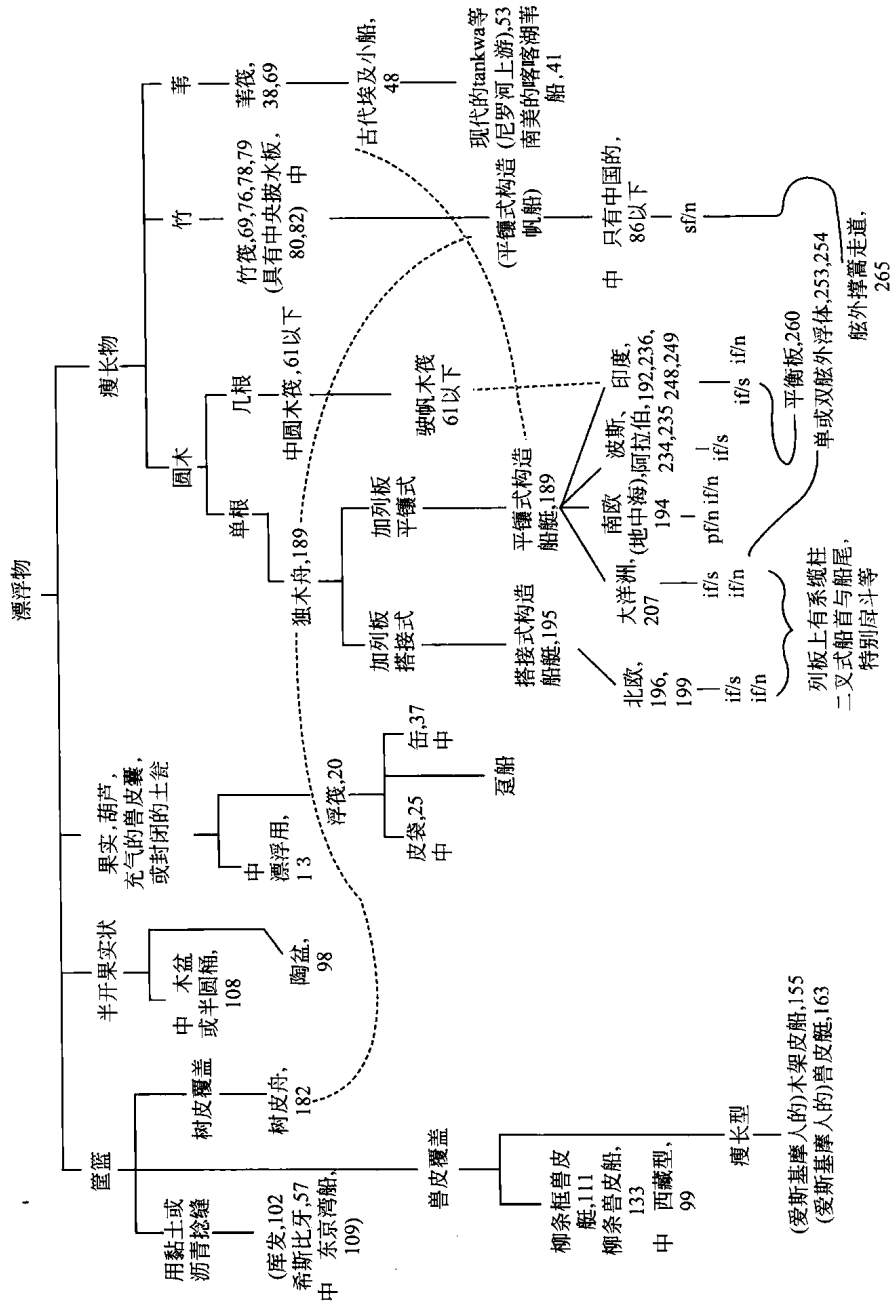 漂浮物
筐篮
半开果实状
果实,葫芦,
充气的兽皮囊,
或封闭的土瓮
瘦长物
用黏土或
沥青捻缝
(库发,102
希斯比牙,57
中 东京湾船,
109)
树皮覆盖
树皮舟,
182
兽皮覆盖
柳条框兽皮
艇,111
柳条兽皮船,
133
中 西藏型,
99
瘦长型
(爱斯基摩人的)木架皮船,155
(爱斯基摩人的)兽皮艇,163
中 木盆
或半圆桶,
108
陶盆,
98
中
漂浮用,
13
浮筏,20
皮袋,25
中
缶,37
中
趸船
圆木
单根
几根
独木舟,189
中圆木筏,61以下
驶帆木筏
61以下
加列板
搭接式
加列板
平镶式
搭接式构造
船艇,195
平镶式构造
船艇,189
北欧,
196,
199
if/s
if/n
大洋洲,
207
if/s
if/n
南欧
(地中海),
194
pf/n if/n
波斯、
阿拉伯,
234,235
if/s
印度,
192,236,
248,249
if/s if/n
列板上有系缆柱
二叉式船首与船尾,
特别戽斗等
平衡板,260
单或双舷外浮体,253,254
舷外撑篙走道,
265
竹
竹筏,69,76,78,79
(具有中央披水板,
80,82) 中
(平镶式构造
帆船)
中 只有中国的,
86以下
sf/n
苇
苇筏,
38,69
古代埃及小船,
48
现代的tankwa等
(尼罗河上游),53
南美的喀喀湖苇
船,41